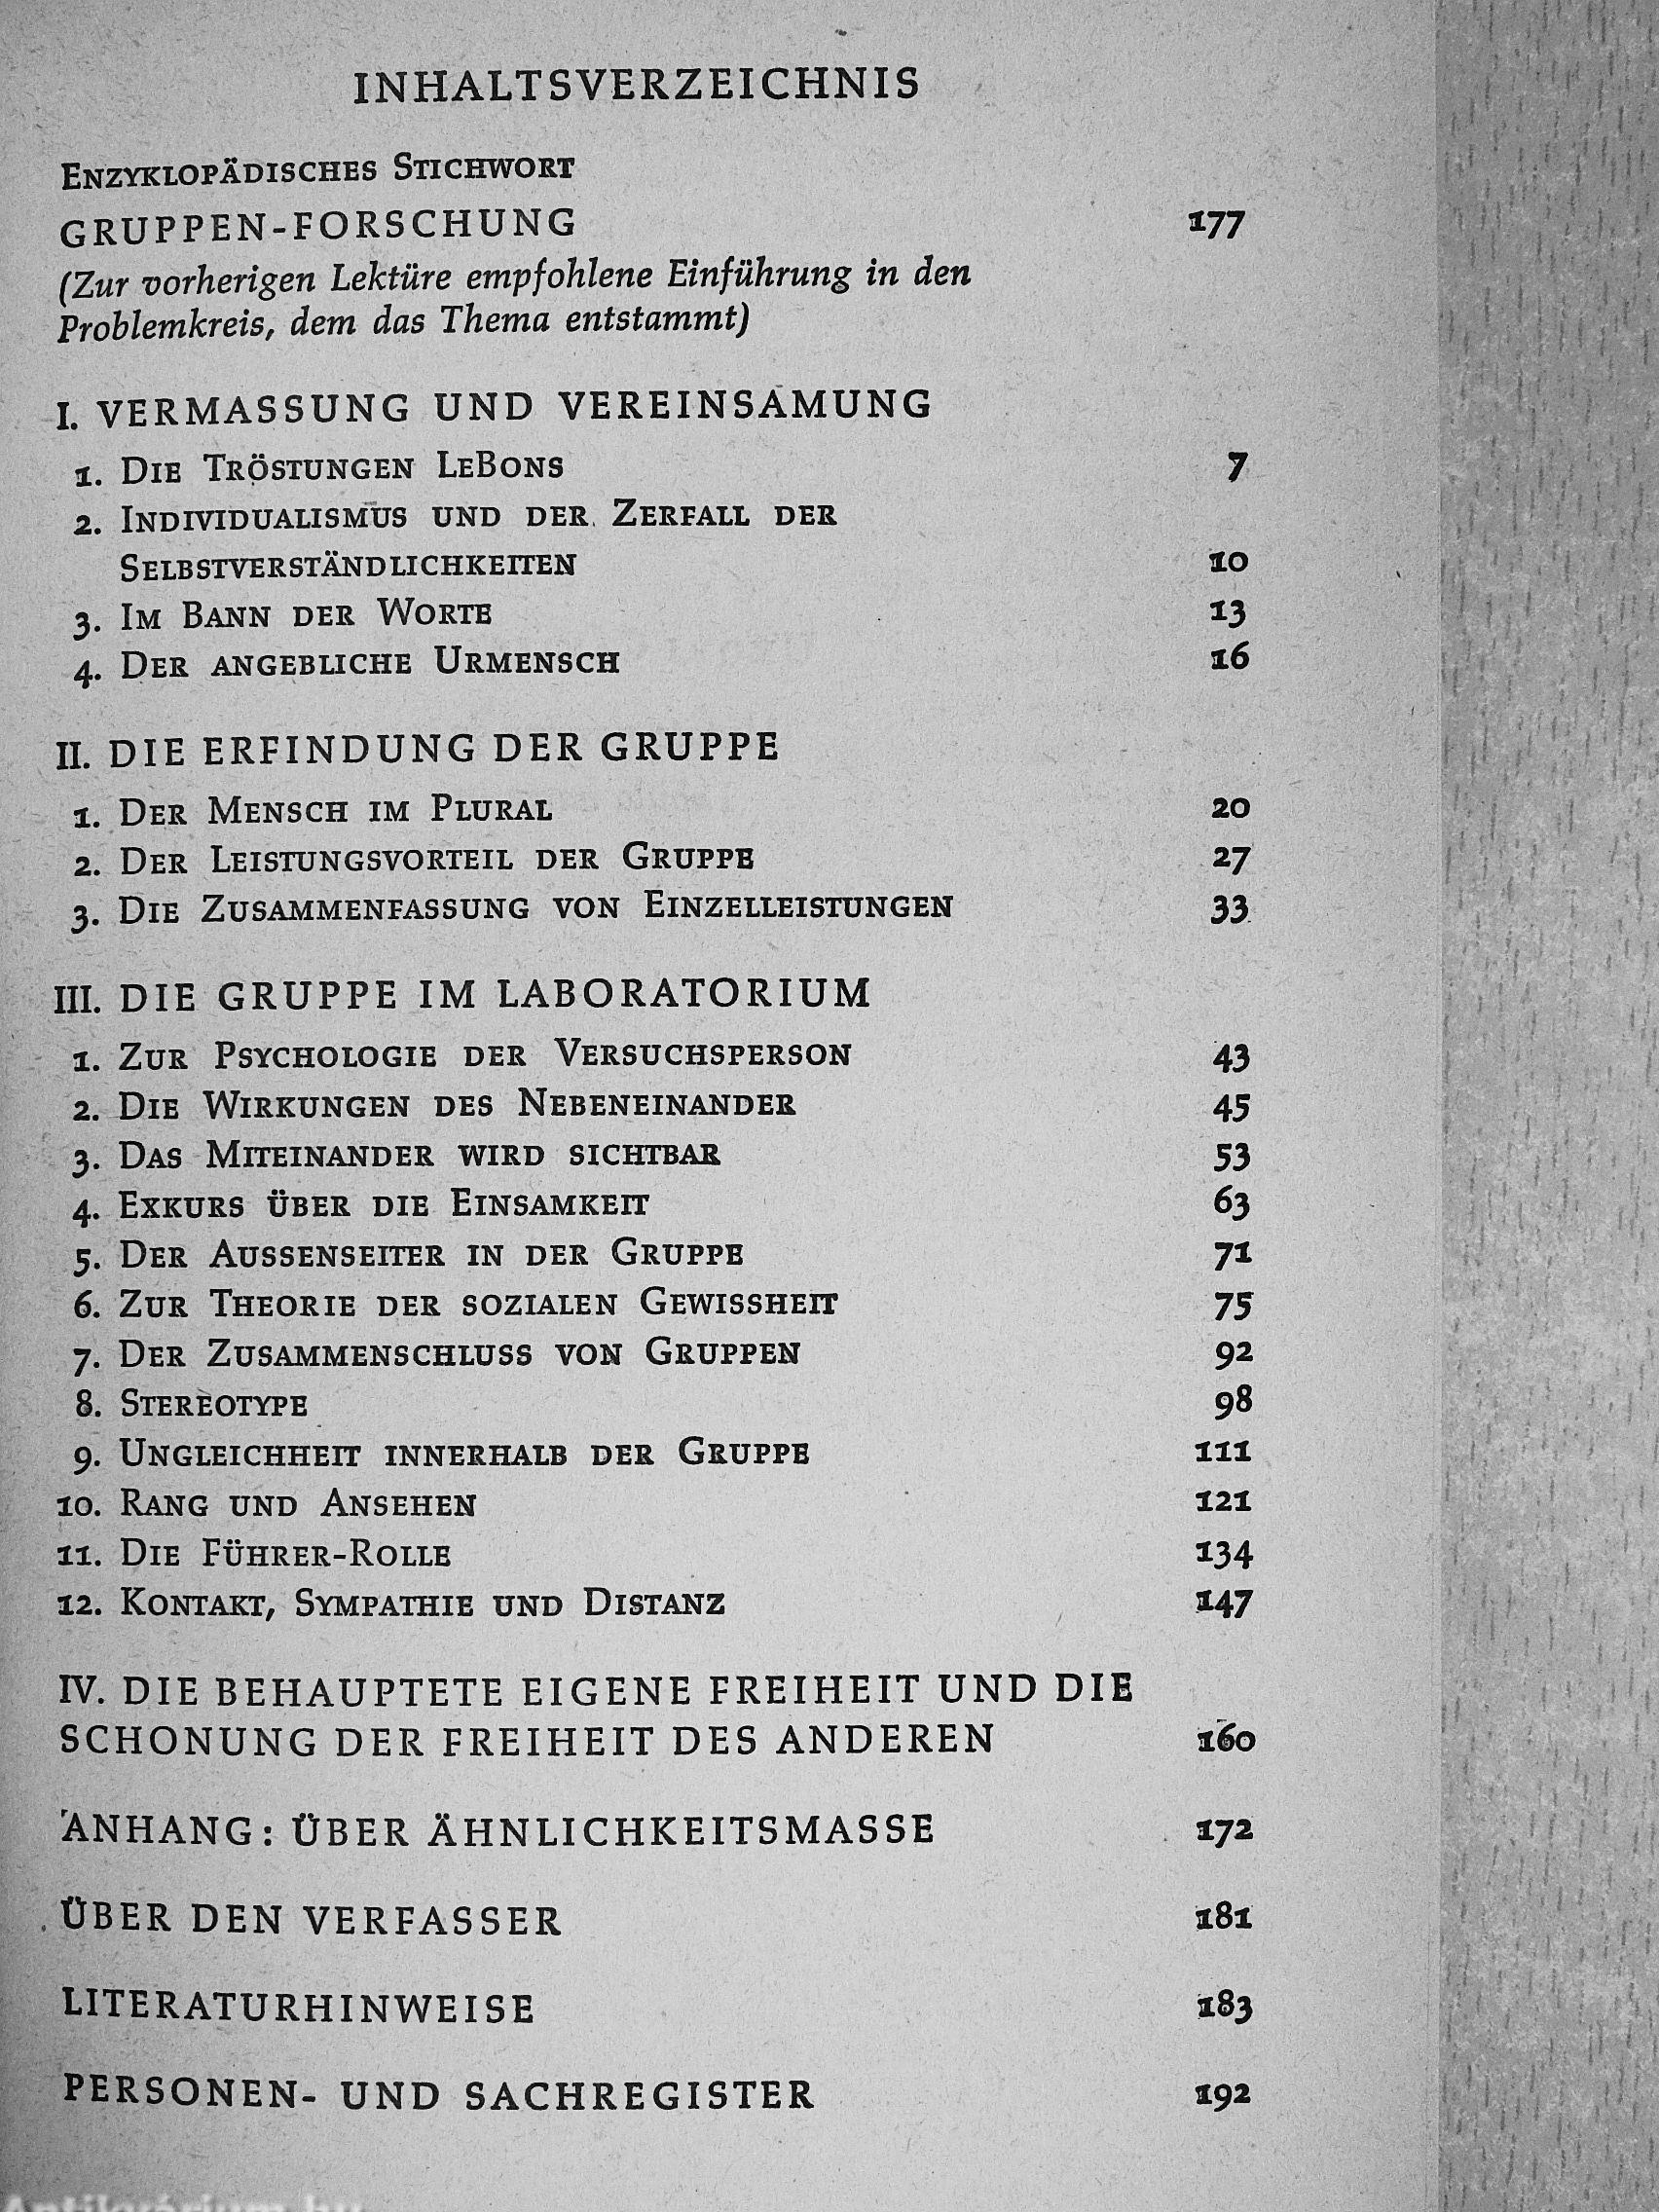 INHALTSVERZEICHNIS
ENZYKLOPÄDISCHES STICHWORT
GRUPPEN-FORSCHUNG 177
(Zur vorherigen Lektüre empfohlene Einführung in den
Problemkreis, dem das Thema entstammt)
I. VERMASSUNG UND VEREINSAMUNG
1. DIE TRÖSTUNGEN LEBONS 7
2. INDIVIDUALISMUS UND DER ZERFALL DER
SELBSTVERSTÄNDLICHKEITEN 10
3. IM BANN DER WORTE 13
4. DER ANGEBLICHE URMENSCH 16
II. DIE ERFINDUNG DER GRUPPE
1. DER MENSCH IM PLURAL 20
2. DER LEISTUNGSVORTEIL DER GRUPPE 27
3. DIE ZUSAMMENFASSUNG VON EINZELLEISTUNGEN 33
III. DIE GRUPPE IM LABORATORIUM
1. ZUR PSYCHOLOGIE DER VERSUCHSPERSON 43
2. DIE WIRKUNGEN DES NEBENEINANDER 45
3. DAS MITEINANDER WIRD SICHTBAR 53
4. EXKURS ÜBER DIE EINSAMKEIT 63
5. DER AUSSENSEITER IN DER GRUPPE 71
6. ZUR THEORIE DER SOZIALEN GEWISSHEIT 75
7. DER ZUSAMMENSCHLUSS VON GRUPPEN 92
8. STEREOTYPE 98
9. UNGLEICHHEIT INNERHALB DER GRUPPE 111
10. RANG UND ANSEHEN 121
11. DIE FÜHRER-ROLLE 134
12. KONTAKT, SYMPATHIE UND DISTANZ 147
IV. DIE BEHAUPTETE EIGENE FREIHEIT UND DIE
SCHONUNG DER FREIHEIT DES ANDEREN 160
ANHANG: ÜBER ÄHNLICHKEITSMASSE 172
ÜBER DEN VERFASSER 181
LITERATURHINWEISE 183
PERSONEN- UND SACHREGISTER 192